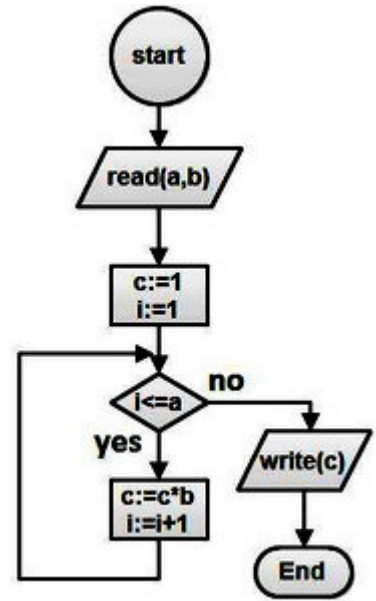 start
read(a,b)
c:=1
i:=1
i<=a
no
yes
write(c)
c:=c*b
i:=i+1
End